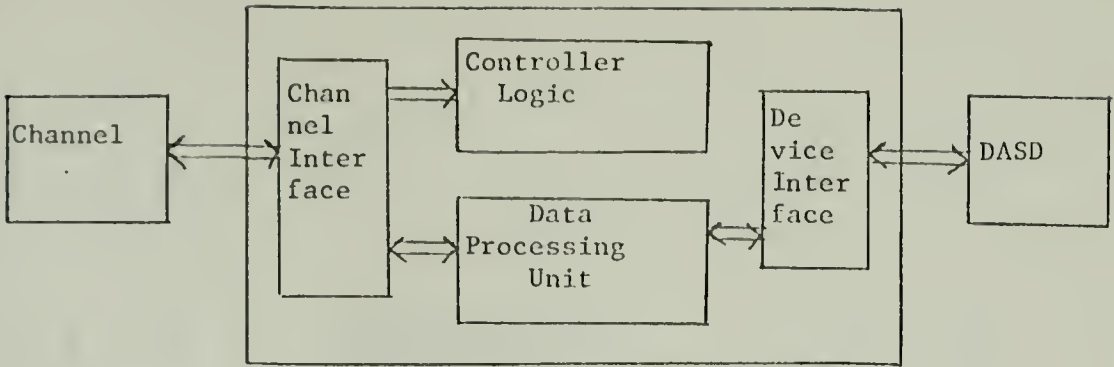 Channel
Chan
nel
Inter
face
Controller
Logic
Data
Processing
Unit
De
vice
Inter
face
DASD